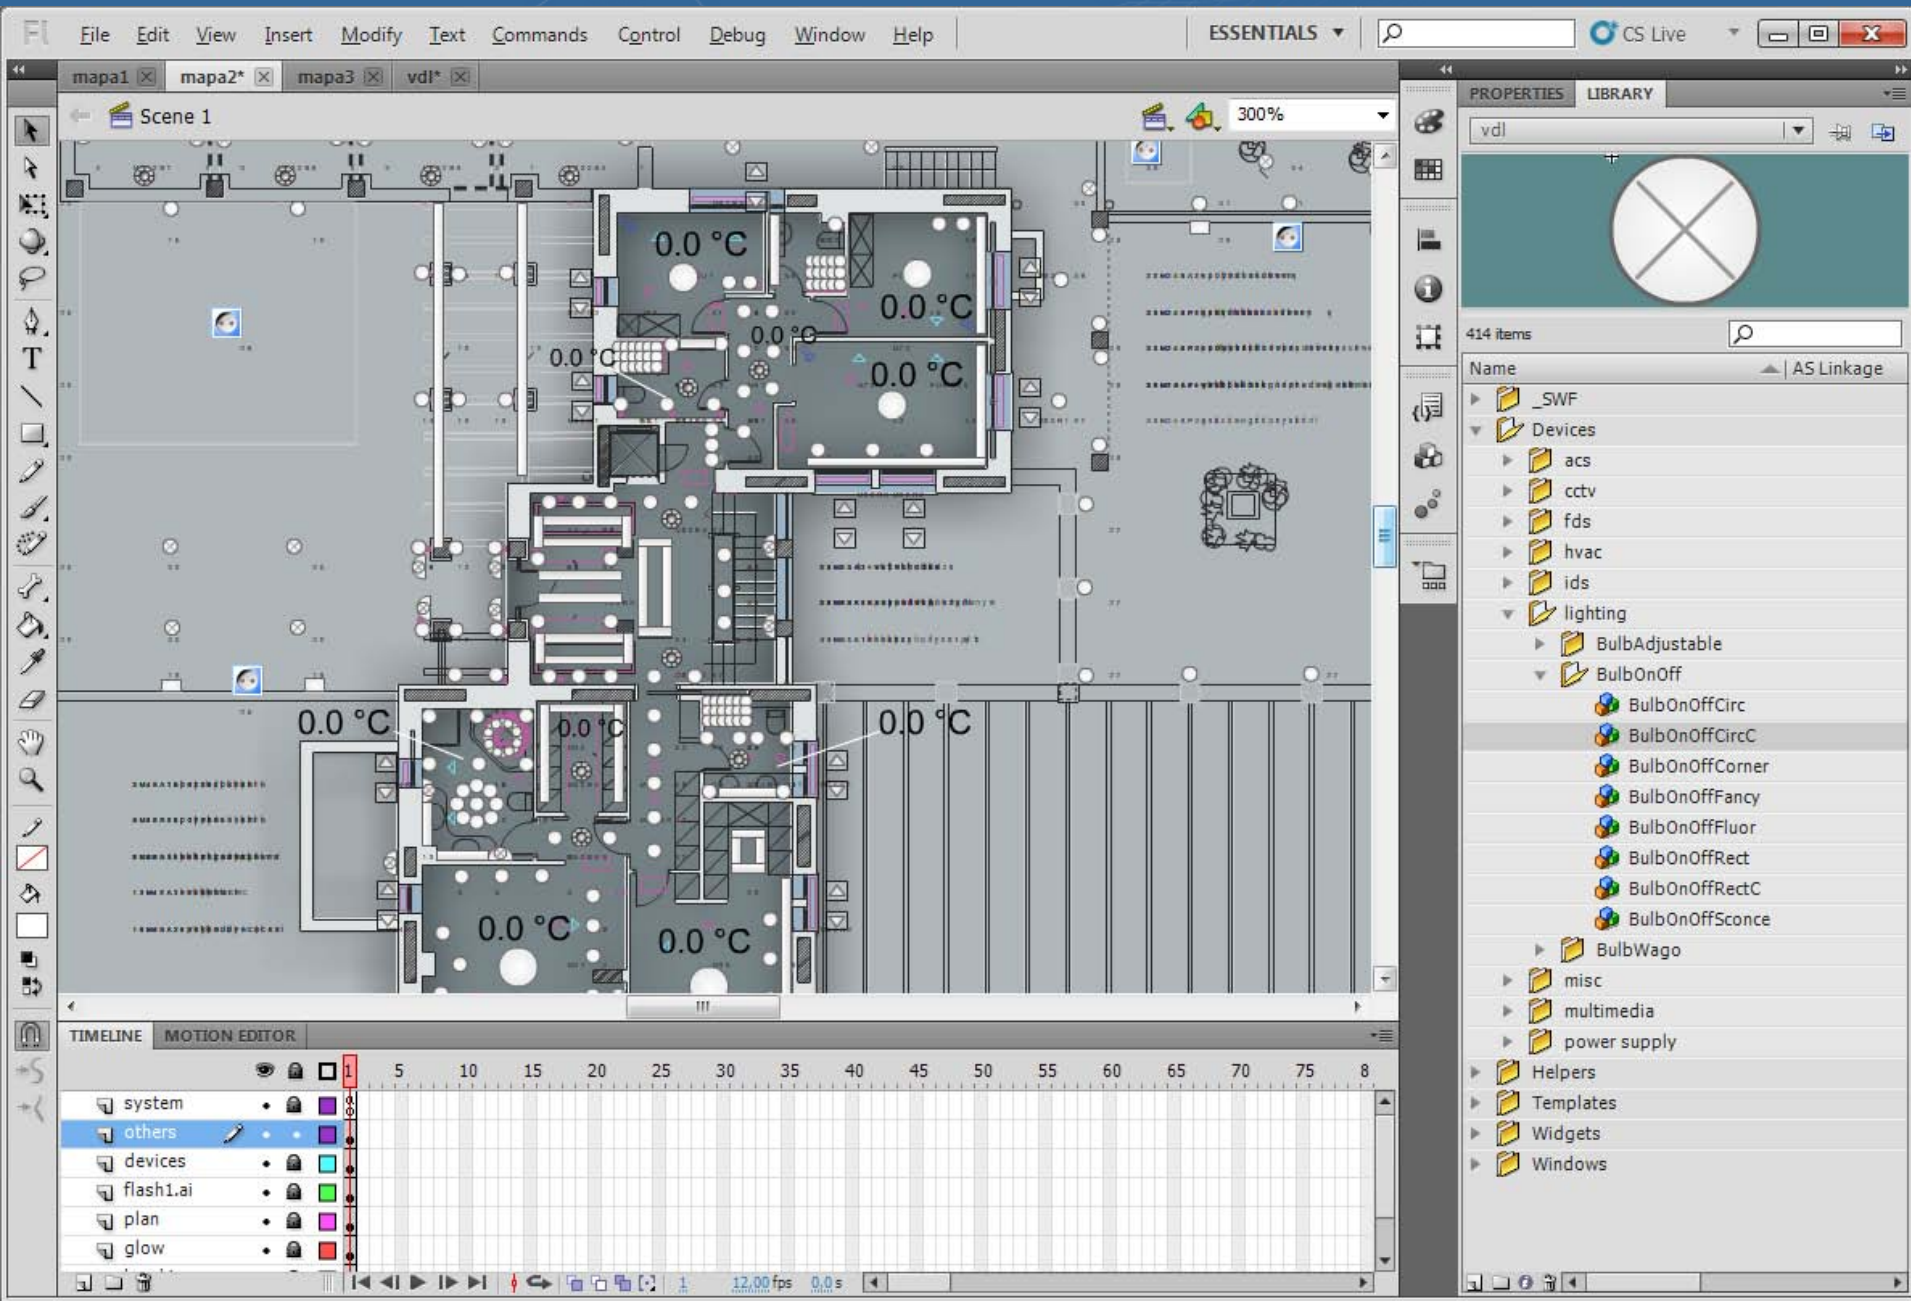 Fl File Edit View Insert Modify Text Commands Control Debug Window Help ESSENTIALS CS Live
mapa1 mapa2* mapa3 vdl*
Scene 1 300%
0.0 °C
0.0 °C
0.0 °C
0.0 °C
0.0 °C
0.0 °C 0.0 °C 0.0 °C
0.0 °C 0.0 °C
TIMELINE MOTION EDITOR
1 5 10 15 20 25 30 35 40 45 50 55 60 65 70 75 8
system
others
devices
flash1.ai
plan
glow
1 12,00 fps 0,0 s
PROPERTIES LIBRARY
vdl
414 items
Name AS Linkage
_SWF
Devices
acs
cctv
fds
hvac
ids
lighting
BulbAdjustable
BulbOnOff
BulbOnOffCirc
BulbOnOffCircC
BulbOnOffCorner
BulbOnOffFancy
BulbOnOffFluor
BulbOnOffRect
BulbOnOffRectC
BulbOnOffSconce
BulbWago
misc
multimedia
power supply
Helpers
Templates
Widgets
Windows